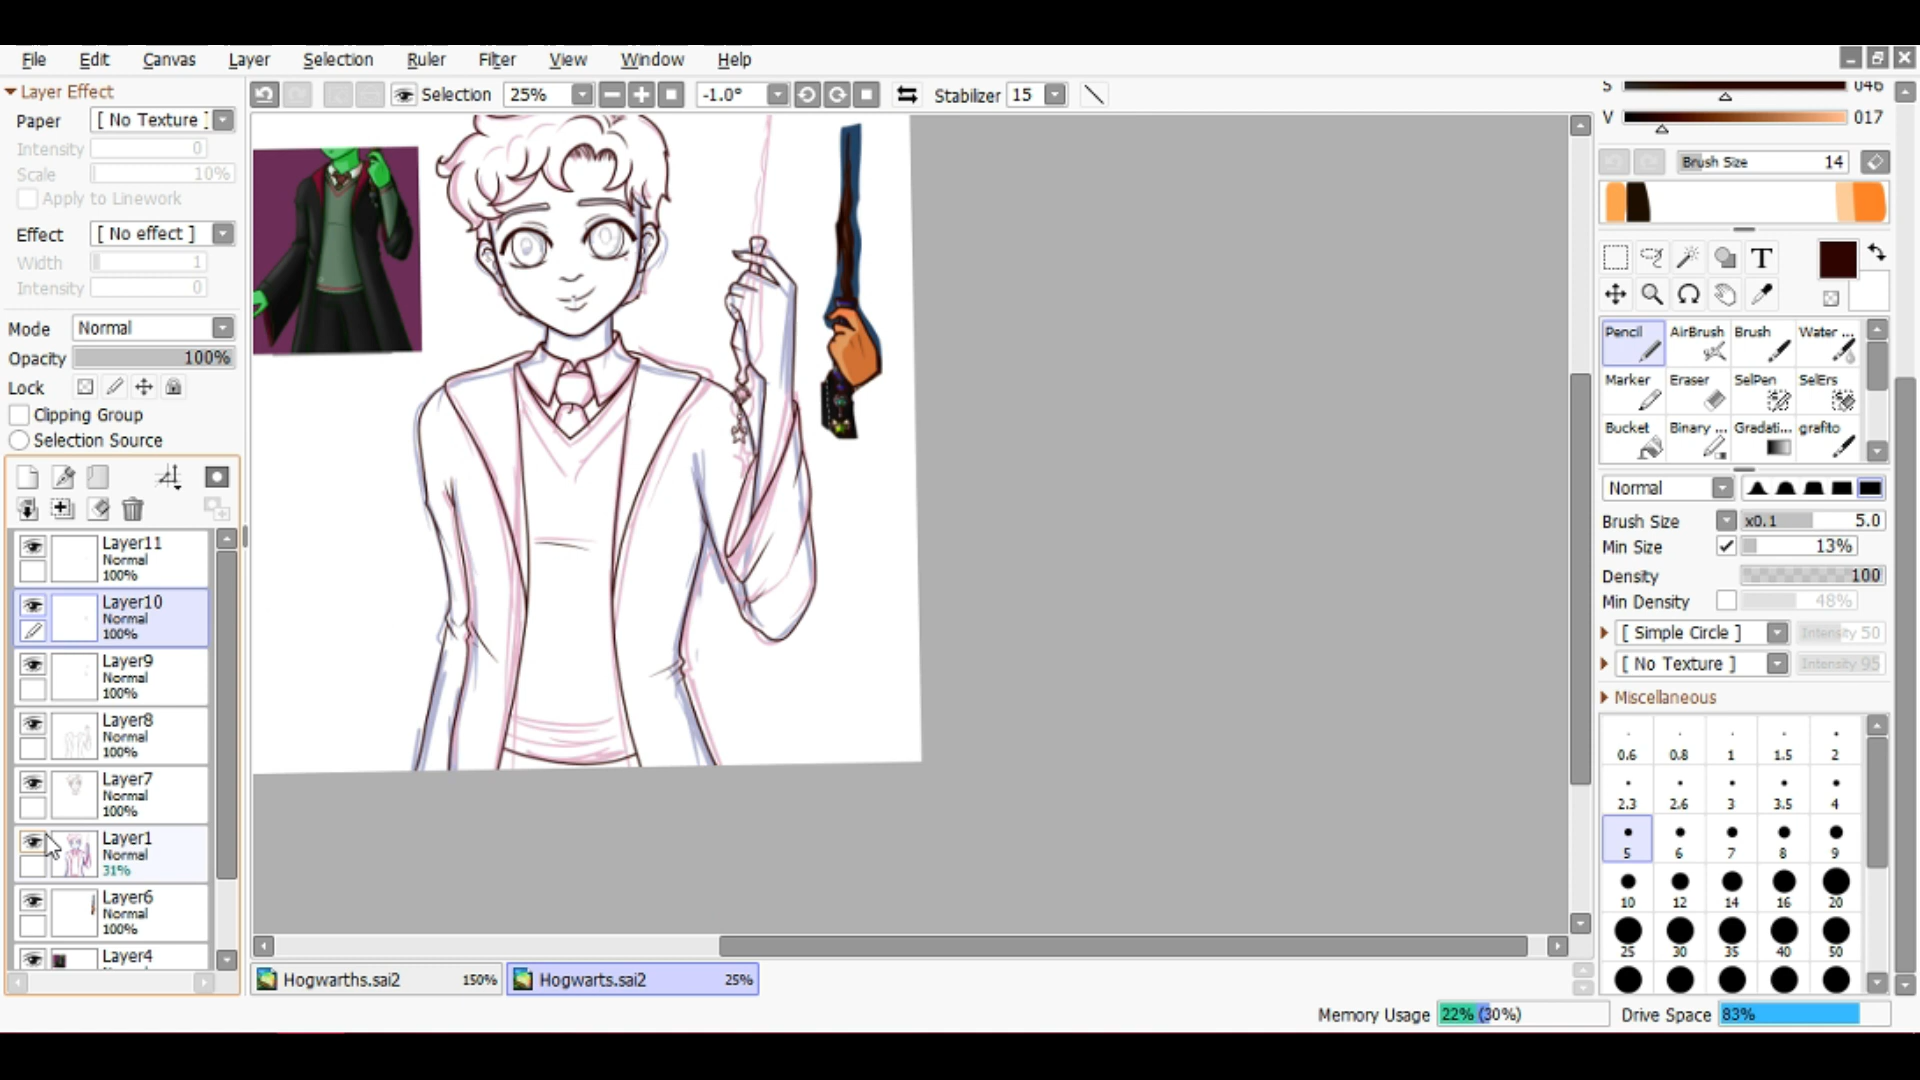 File Edit Canvas Layer Selection Ruler Filter View Window Help
Layer Effect
Paper [ No Texture ]
Intensity 0
Scale 10%
Apply to Linework
Effect [ No effect ]
Width 1
Intensity 0
Mode Normal
Opacity 100%
Lock
Clipping Group
Selection Source
Layer11
Normal
100%
Layer10
Normal
100%
Layer9
Normal
100%
Layer8
Normal
100%
Layer7
Normal
100%
Layer1
Normal
31%
Layer6
Normal
100%
Layer4
Selection 25% -1.0° Stabilizer 15
Hogwarths.sai2 150% Hogwarts.sai2 25%
S 046
V 017
Brush Size 14
T
Pencil AirBrush Brush Water ...
Marker Eraser SelPen SelErs
Bucket Binary ... Gradati... grafito
Normal
Brush Size x0.1 5.0
Min Size 13%
Density 100
Min Density 48%
[ Simple Circle ] Intensity 50
[ No Texture ] Intensity 95
Miscellaneous
0.6 0.8 1 1.5 2
2.3 2.6 3 3.5 4
5 6 7 8 9
10 12 14 16 20
25 30 35 40 50
Memory Usage 22% (30%) Drive Space 83%